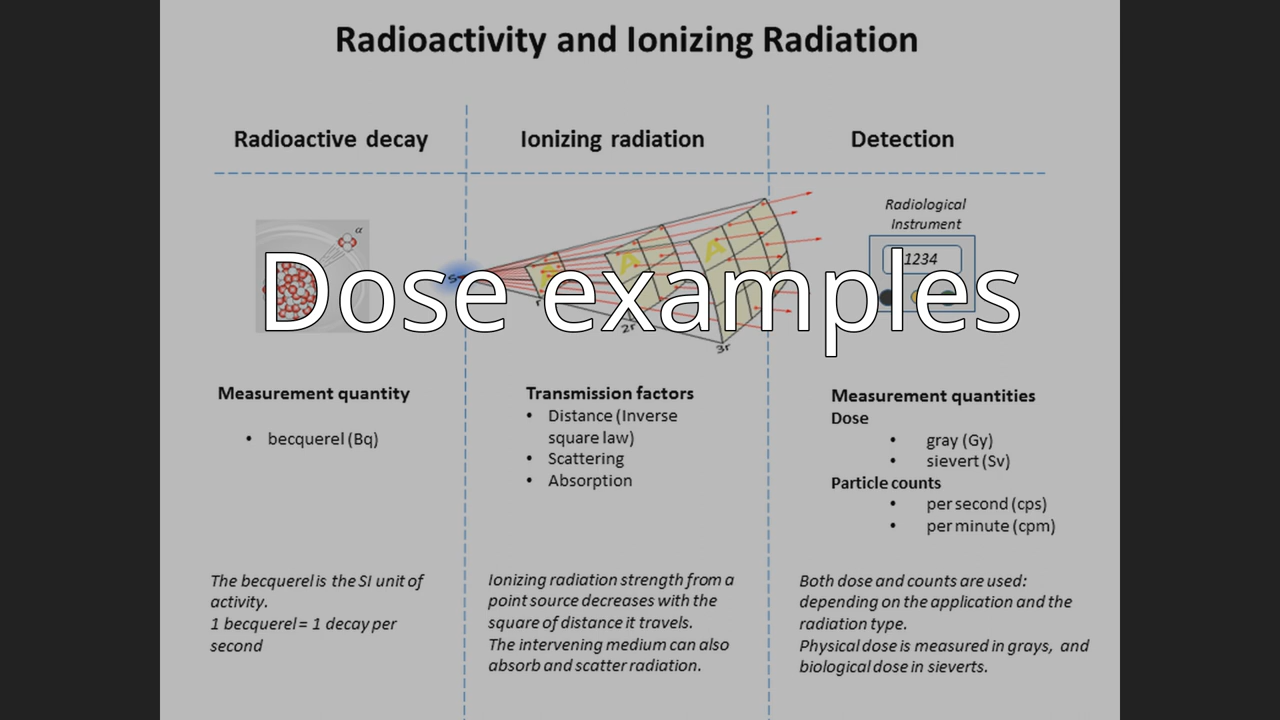 Radioactivity and Ionizing Radiation
Radioactive decay
Ionizing radiation
Detection
Radiological
Instrument
1234
α
S
A
A
r
2r
3r
Dose examples
Measurement quantity
• becquerel (Bq)
Transmission factors
• Distance (Inverse
square law)
• Scattering
• Absorption
Measurement quantities
Dose
• gray (Gy)
• sievert (Sv)
Particle counts
• per second (cps)
• per minute (cpm)
The becquerel is the SI unit of
activity.
1 becquerel = 1 decay per
second
Ionizing radiation strength from a
point source decreases with the
square of distance it travels.
The intervening medium can also
absorb and scatter radiation.
Both dose and counts are used:
depending on the application and the
radiation type.
Physical dose is measured in grays, and
biological dose in sieverts.